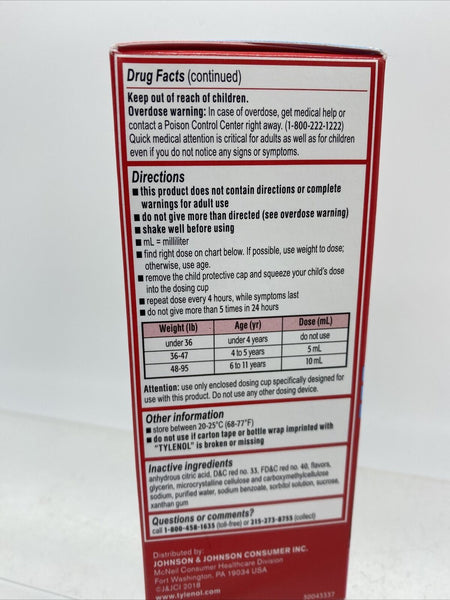 Drug Facts (continued)
Keep out of reach of children.
Overdose warning: In case of overdose, get medical help or
contact a Poison Control Center right away. (1-800-222-1222)
Quick medical attention is critical for adults as well as for children
even if you do not notice any signs or symptoms.
Directions
■ this product does not contain directions or complete
warnings for adult use
■ do not give more than directed (see overdose warning)
■ shake well before using
■ mL = milliliter
■ find right dose on chart below. If possible, use weight to dose;
otherwise, use age.
■ remove the child protective cap and squeeze your child's dose
into the dosing cup
■ repeat dose every 4 hours, while symptoms last
■ do not give more than 5 times in 24 hours
Weight (lb) Age (yr) Dose (mL)
under 36 under 4 years do not use
36-47 4 to 5 years 5 mL
48-95 6 to 11 years 10 mL
Attention: use only enclosed dosing cup specifically designed for
use with this product. Do not use any other dosing device.
Other information
■ store between 20-25°C (68-77°F)
■ do not use if carton tape or bottle wrap imprinted with
"TYLENOL" is broken or missing
Inactive ingredients
anhydrous citric acid, D&C red no. 33, FD&C red no. 40, flavors,
glycerin, microcrystalline cellulose and carboxymethylcellulose
sodium, purified water, sodium benzoate, sorbitol solution, sucrose,
xanthan gum
Questions or comments?
call 1-800-458-1635 (toll-free) or 215-273-8755 (collect)
Distributed by:
JOHNSON & JOHNSON CONSUMER INC.
McNeil Consumer Healthcare Division
Fort Washington, PA 19034 USA
©J&JCI 2018
www.tylenol.com
50043337